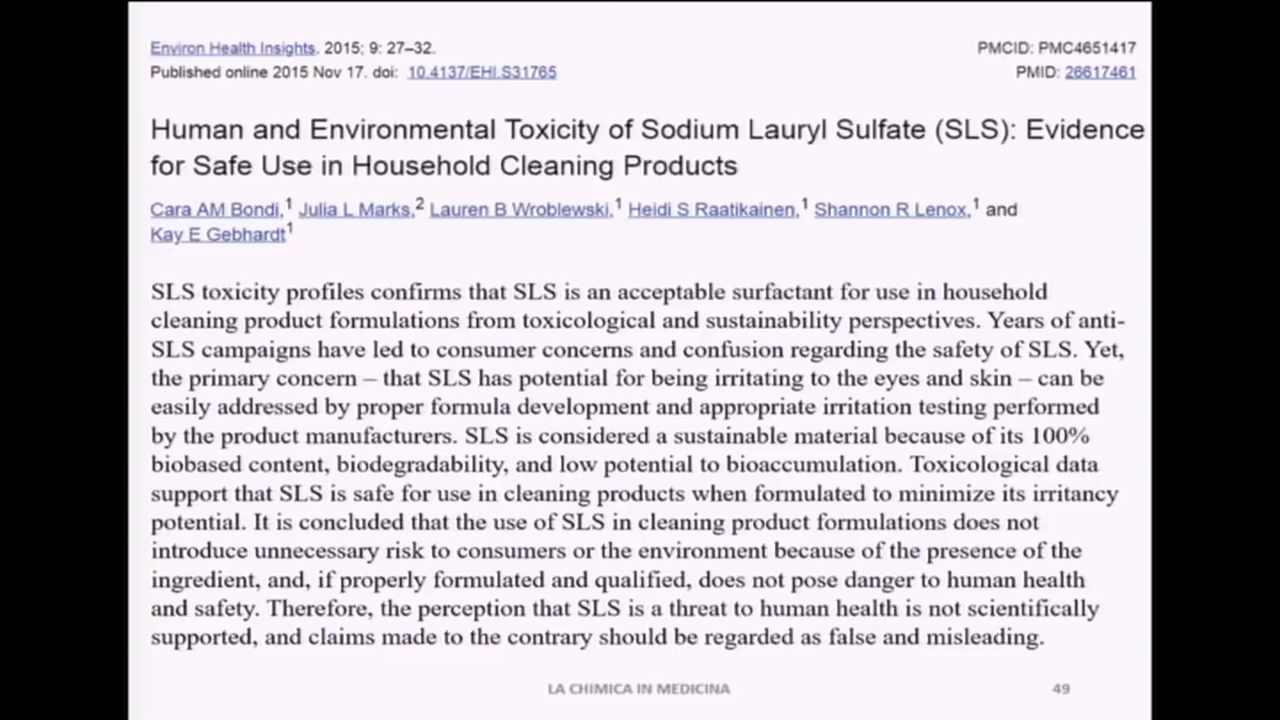 Environ Health Insights. 2015; 9: 27–32.
PMCID: PMC4651417
Published online 2015 Nov 17. doi: 10.4137/EHI.S31765
PMID: 26617461
Human and Environmental Toxicity of Sodium Lauryl Sulfate (SLS): Evidence
for Safe Use in Household Cleaning Products
Cara AM Bondi,1 Julia L Marks,2 Lauren B Wroblewski,1 Heidi S Raatikainen,1 Shannon R Lenox,1 and
Kay E Gebhardt1
SLS toxicity profiles confirms that SLS is an acceptable surfactant for use in household
cleaning product formulations from toxicological and sustainability perspectives. Years of anti-
SLS campaigns have led to consumer concerns and confusion regarding the safety of SLS. Yet,
the primary concern – that SLS has potential for being irritating to the eyes and skin – can be
easily addressed by proper formula development and appropriate irritation testing performed
by the product manufacturers. SLS is considered a sustainable material because of its 100%
biobased content, biodegradability, and low potential to bioaccumulation. Toxicological data
support that SLS is safe for use in cleaning products when formulated to minimize its irritancy
potential. It is concluded that the use of SLS in cleaning product formulations does not
introduce unnecessary risk to consumers or the environment because of the presence of the
ingredient, and, if properly formulated and qualified, does not pose danger to human health
and safety. Therefore, the perception that SLS is a threat to human health is not scientifically
supported, and claims made to the contrary should be regarded as false and misleading.
LA CHIMICA IN MEDICINA
49